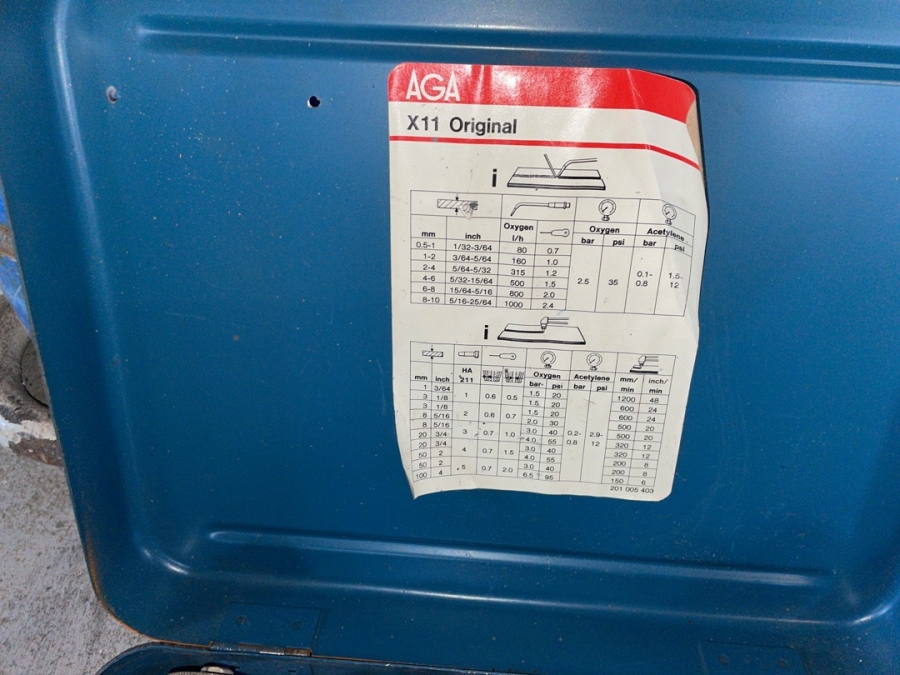 AGA
X11 Original
i
Oxygen Oxygen Acetylene
mm inch l/h bar psi bar psi
0.5-1 1/32-3/64 80 0.7
1-2 3/64-5/64 160 1.0
2-4 5/64-5/32 315 1.2
4-6 5/32-15/64 500 1.5 2.5 35 0.1-0.8 1.5-12
6-8 15/64-5/16 800 2.0
8-10 5/16-25/64 1000 2.4
i
HA Oxygen Acetylene mm/ inch/
mm inch 211 bar psi bar psi min min
1 3/64 1 0.6 0.5 1.5 20 1200 48
3 1/8 1.5 20 600 24
3 1/8 2 0.6 0.7 1.5 20 600 24
8 5/16 2.0 30 500 20
8 5/16 3 0.7 1.0 3.0 40 0.2-0.8 2.9-12 500 20
20 3/4 4.0 55 320 12
20 3/4 4 0.7 1.5 3.0 40 320 12
50 2 4.0 55 200 8
50 2 5 0.7 2.0 3.0 40 200 8
100 4 6.5 95 150 6
201 005 403